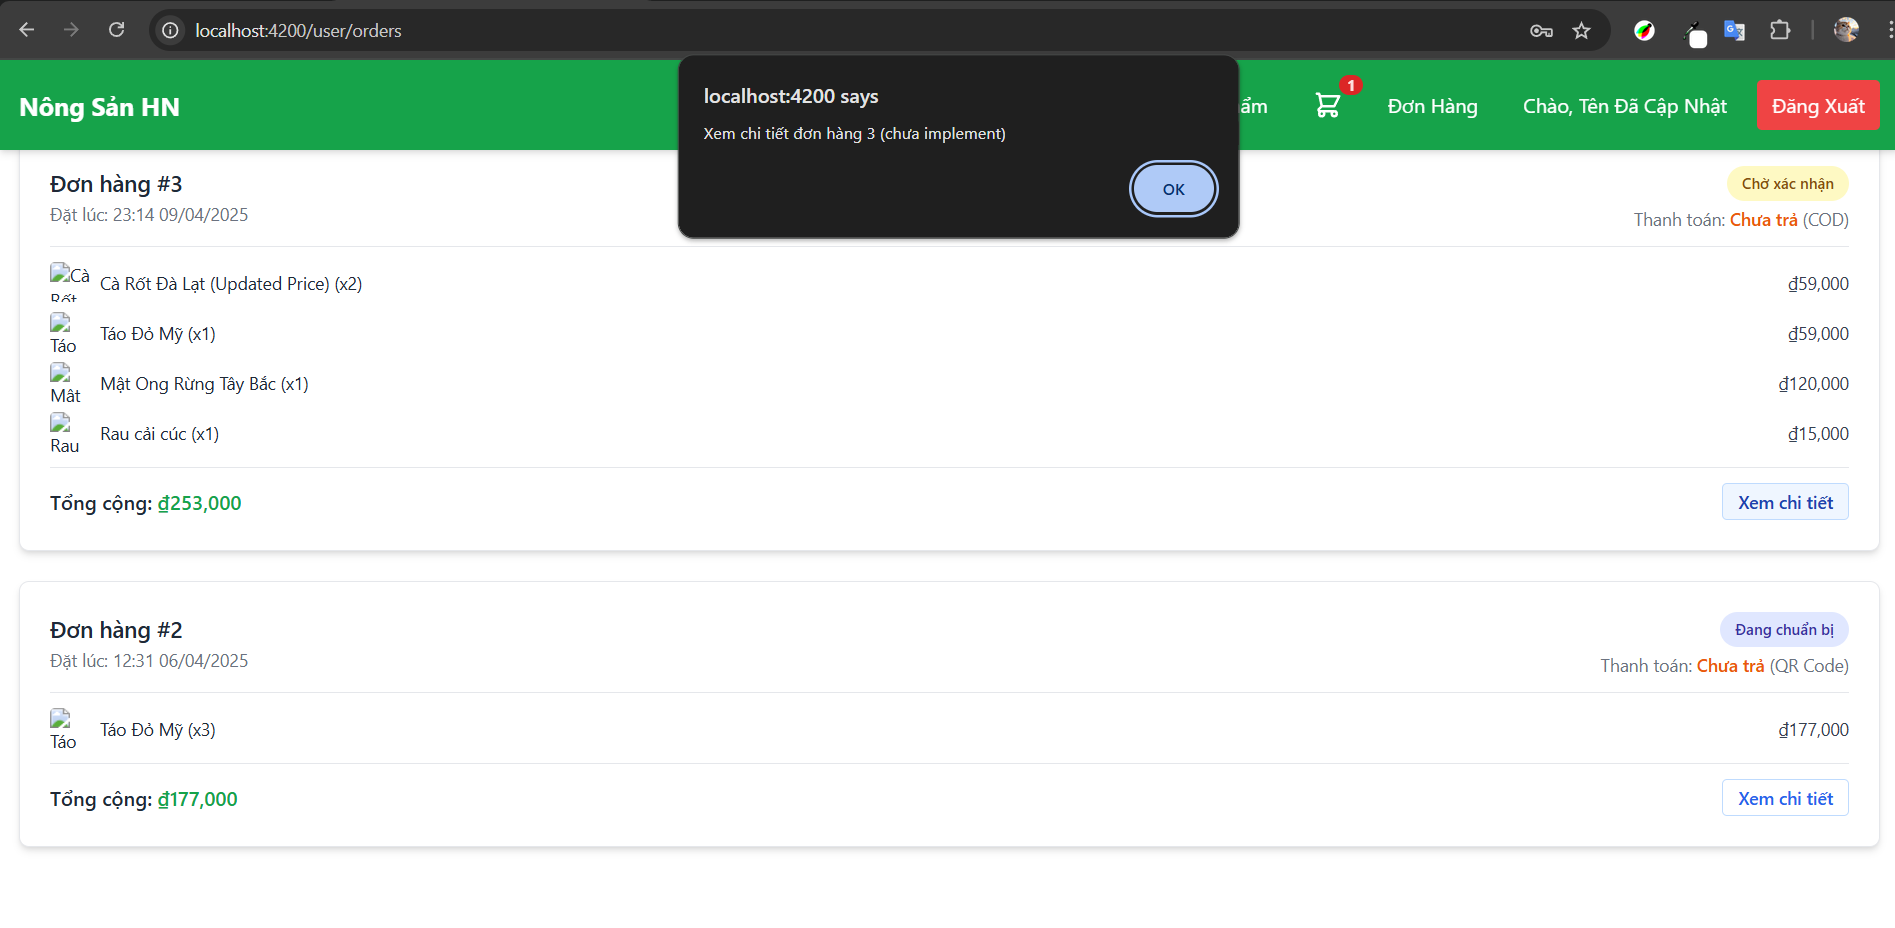 localhost:4200/user/orders
Nông Sản HN
localhost:4200 says
Xem chi tiết đơn hàng 3 (chưa implement)
OK
ẩm
1
Đơn Hàng
Chào, Tên Đã Cập Nhật
Đăng Xuất
Đơn hàng #3
Chờ xác nhận
Đặt lúc: 23:14 09/04/2025
Thanh toán: Chưa trả (COD)
Cà
Rốt
Cà Rốt Đà Lạt (Updated Price) (x2)
₫59,000
Táo
Táo Đỏ Mỹ (x1)
₫59,000
Mật
Mật Ong Rừng Tây Bắc (x1)
₫120,000
Rau
Rau cải cúc (x1)
₫15,000
Tổng cộng: ₫253,000
Xem chi tiết
Đơn hàng #2
Đang chuẩn bị
Đặt lúc: 12:31 06/04/2025
Thanh toán: Chưa trả (QR Code)
Táo
Táo Đỏ Mỹ (x3)
₫177,000
Tổng cộng: ₫177,000
Xem chi tiết